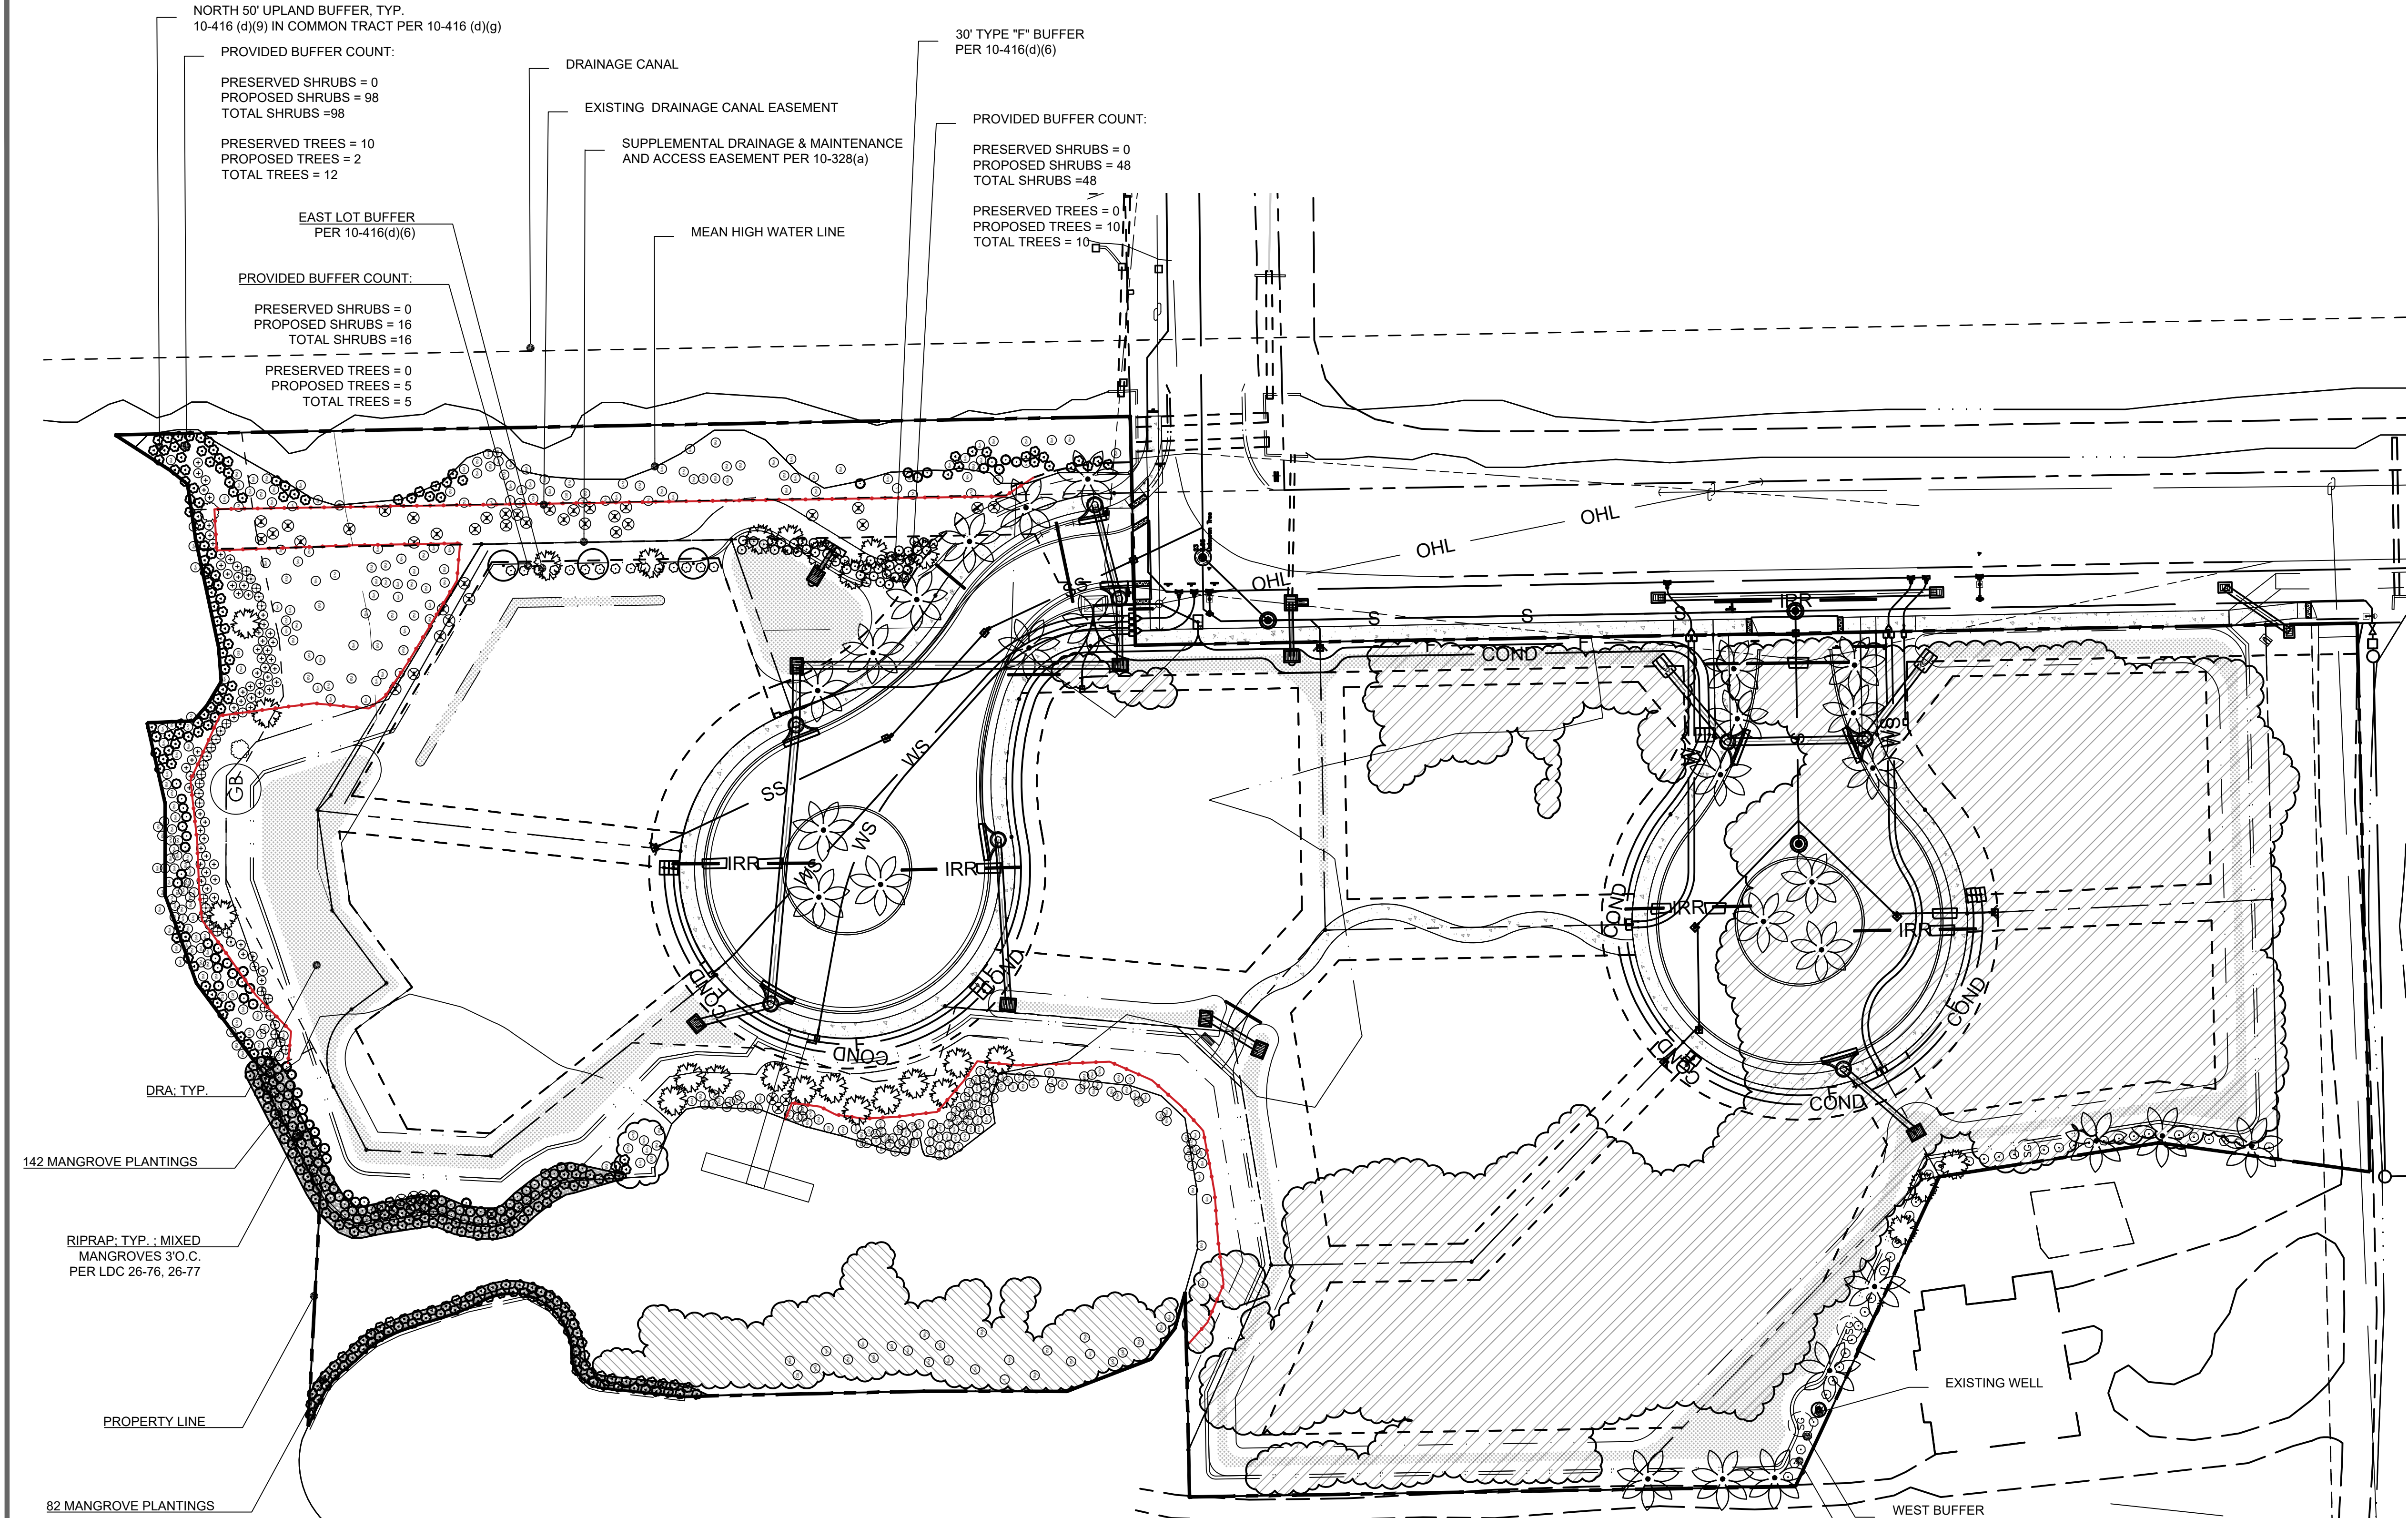 NORTH 50' UPLAND BUFFER, TYP.
10-416 (d)(9) IN COMMON TRACT PER 10-416 (d)(g)
PROVIDED BUFFER COUNT:
PRESERVED SHRUBS = 0
PROPOSED SHRUBS = 98
TOTAL SHRUBS =98
PRESERVED TREES = 10
PROPOSED TREES = 2
TOTAL TREES = 12
EAST LOT BUFFER
PER 10-416(d)(6)
PROVIDED BUFFER COUNT:
PRESERVED SHRUBS = 0
PROPOSED SHRUBS = 16
TOTAL SHRUBS =16
PRESERVED TREES = 0
PROPOSED TREES = 5
TOTAL TREES = 5
DRAINAGE CANAL
EXISTING DRAINAGE CANAL EASEMENT
SUPPLEMENTAL DRAINAGE & MAINTENANCE
AND ACCESS EASEMENT PER 10-328(a)
MEAN HIGH WATER LINE
30' TYPE "F" BUFFER
PER 10-416(d)(6)
PROVIDED BUFFER COUNT:
PRESERVED SHRUBS = 0
PROPOSED SHRUBS = 48
TOTAL SHRUBS =48
PRESERVED TREES = 0
PROPOSED TREES = 10
TOTAL TREES = 10
OHL
OHL
OHL
SS
S
S
S
IRR
COND
WS
S
WS
SS
GB
WS
WS
IRR
IRR
COND
COND
COND
COND
IRR
IRR
COND
COND
COND
SG
SG
SG
DRA; TYP.
142 MANGROVE PLANTINGS
RIPRAP; TYP. ; MIXED
MANGROVES 3'O.C.
PER LDC 26-76, 26-77
PROPERTY LINE
82 MANGROVE PLANTINGS
EXISTING WELL
WEST BUFFER